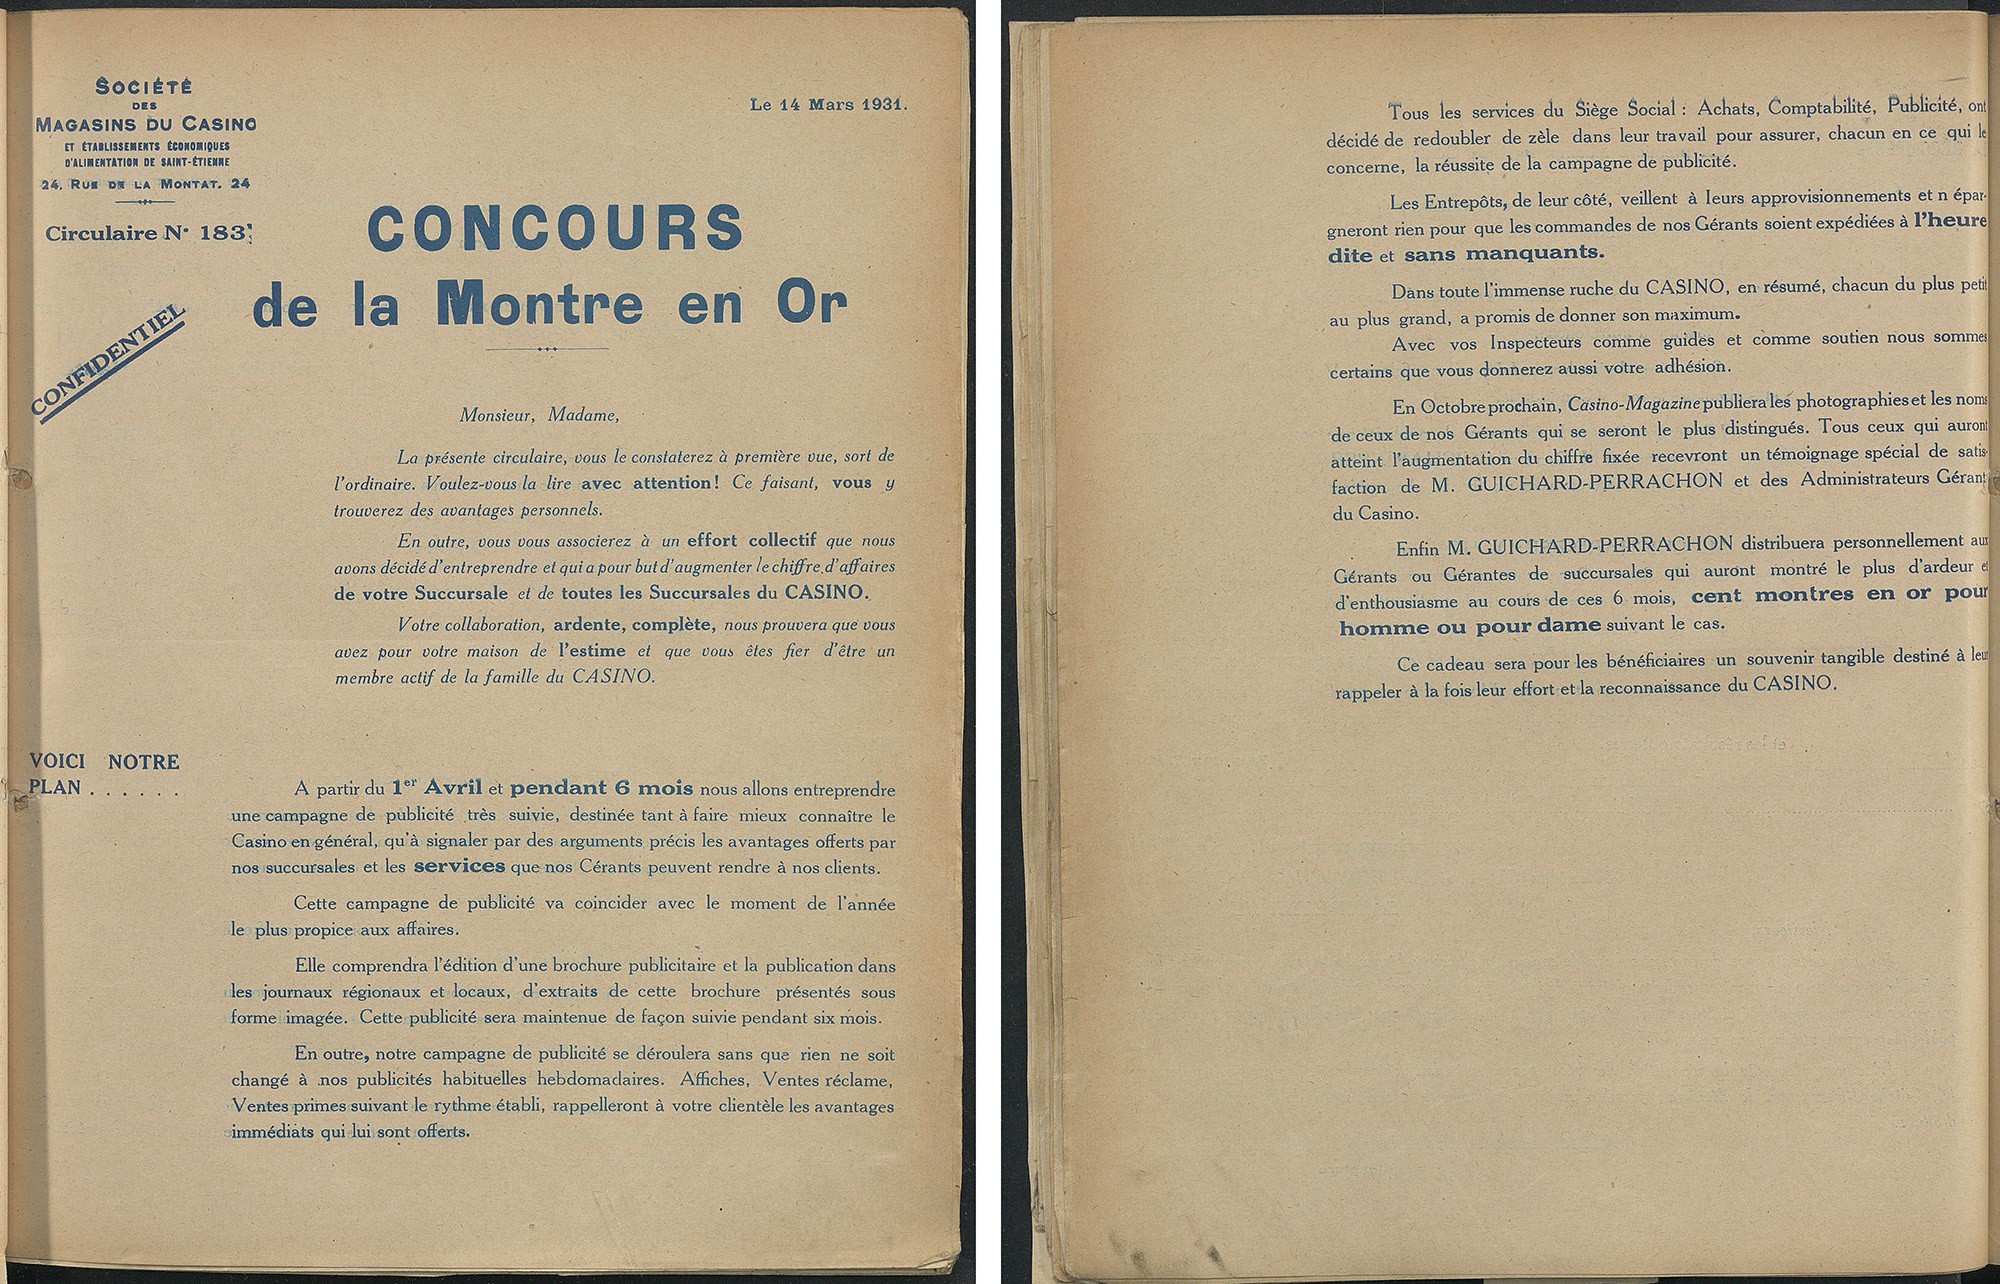 SOCIÉTÉ
DES
MAGASINS DU CASINO
ET ÉTABLISSEMENTS ÉCONOMIQUES
D'ALIMENTATION DE SAINT-ÉTIENNE
24, RUE DE LA MONTAT, 24
Circulaire N° 183
Le 14 Mars 1931.
CONCOURS
de la Montre en Or
CONFIDENTIEL
Monsieur, Madame,
La présente circulaire, vous le constaterez à première vue, sort de
l'ordinaire. Voulez-vous la lire avec attention! Ce faisant, vous y
trouverez des avantages personnels.
En outre, vous vous associerez à un effort collectif que nous
avons décidé d'entreprendre et qui a pour but d'augmenter le chiffre d'affaires
de votre Succursale et de toutes les Succursales du CASINO.
Votre collaboration, ardente, complète, nous prouvera que vous
avez pour votre maison de l'estime et que vous êtes fier d'être un
membre actif de la famille du CASINO.
VOICI NOTRE
PLAN . . . . . .
A partir du 1er Avril et pendant 6 mois nous allons entreprendre
une campagne de publicité très suivie, destinée tant à faire mieux connaître le
Casino en général, qu'à signaler par des arguments précis les avantages offerts par
nos succursales et les services que nos Cérants peuvent rendre à nos clients.
Cette campagne de publicité va coincider avec le moment de l'année
le plus propice aux affaires.
Elle comprendra l'édition d'une brochure publicitaire et la publication dans
les journaux régionaux et locaux, d'extraits de cette brochure présentés sous
forme imagée. Cette publicité sera maintenue de façon suivie pendant six mois.
En outre, notre campagne de publicité se déroulera sans que rien ne soit
changé à nos publicités habituelles hebdomadaires. Affiches, Ventes réclame,
Ventes primes suivant le rythme établi, rappelleront à votre clientèle les avantages
immédiats qui lui sont offerts.
Tous les services du Siège Social : Achats, Comptabilité, Publicité, ont
décidé de redoubler de zèle dans leur travail pour assurer, chacun en ce qui le
concerne, la réussite de la campagne de publicité.
Les Entrepôts, de leur côté, veillent à leurs approvisionnements et n épar-
gneront rien pour que les commandes de nos Gérants soient expédiées à l'heure
dite et sans manquants.
Dans toute l'immense ruche du CASINO, en résumé, chacun du plus petit
au plus grand, a promis de donner son maximum.
Avec vos Inspecteurs comme guides et comme soutien nous sommes
certains que vous donnerez aussi votre adhésion.
En Octobre prochain, Casino-Magazine publiera les photographies et les noms
de ceux de nos Gérants qui se seront le plus distingués. Tous ceux qui auront
atteint l'augmentation du chiffre fixée recevront un témoignage spécial de satis-
faction de M. GUICHARD-PERRACHON et des Administrateurs Gérant
du Casino.
Enfin M. GUICHARD-PERRACHON distribuera personnellement aux
Gérants ou Gérantes de succursales qui auront montré le plus d'ardeur et
d'enthousiasme au cours de ces 6 mois, cent montres en or pour
homme ou pour dame suivant le cas.
Ce cadeau sera pour les bénéficiaires un souvenir tangible destiné à leur
rappeler à la fois leur effort et la reconnaissance du CASINO.